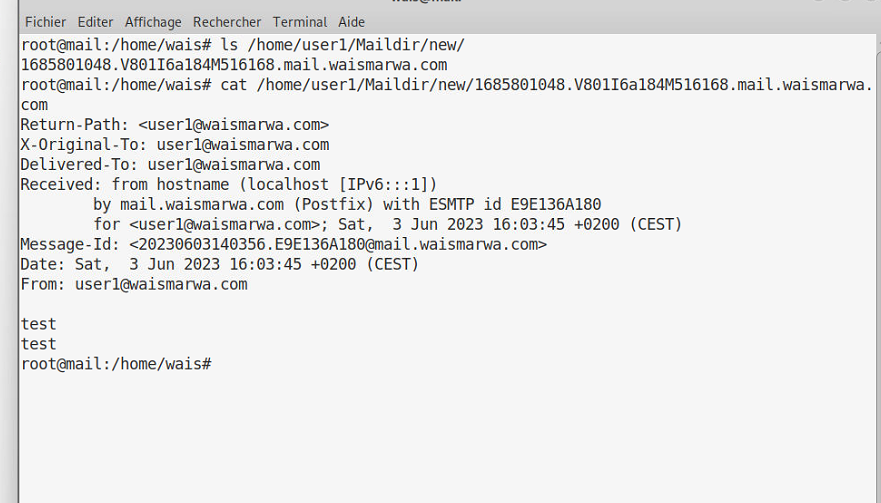 Fichier Editer Affichage Rechercher Terminal Aide
root@mail:/home/wais# ls /home/user1/Maildir/new/
1685801048.V801I6a184M516168.mail.waismarwa.com
root@mail:/home/wais# cat /home/user1/Maildir/new/1685801048.V801I6a184M516168.mail.waismarwa.
com
Return-Path: <user1@waismarwa.com>
X-Original-To: user1@waismarwa.com
Delivered-To: user1@waismarwa.com
Received: from hostname (localhost [IPv6:::1])
        by mail.waismarwa.com (Postfix) with ESMTP id E9E136A180
        for <user1@waismarwa.com>; Sat,  3 Jun 2023 16:03:45 +0200 (CEST)
Message-Id: <20230603140356.E9E136A180@mail.waismarwa.com>
Date: Sat,  3 Jun 2023 16:03:45 +0200 (CEST)
From: user1@waismarwa.com

test
test
root@mail:/home/wais#